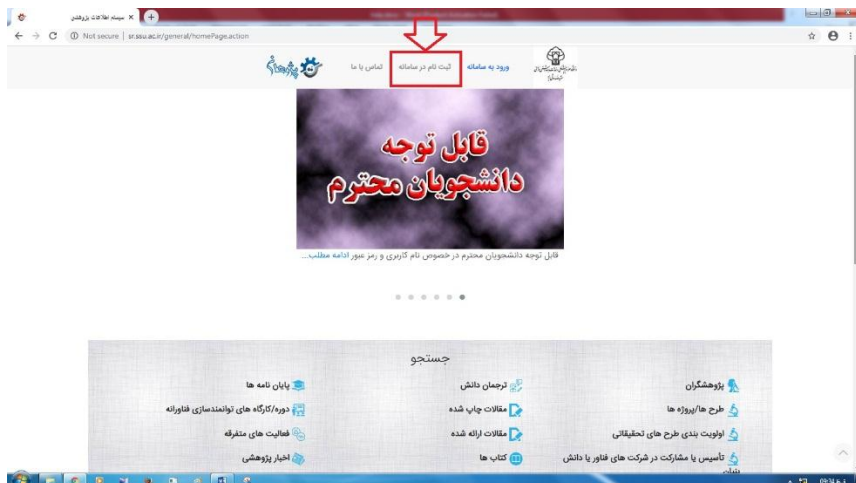 سیستم اطلاعات پژوهشی
Not secure | sr.ssu.ac.ir/general/homePage.action
ورود به سامانه
ثبت نام در سامانه
تماس با ما
قابل توجه
دانشجویان محترم
قابل توجه دانشجویان محترم در خصوص نام کاربری و رمز عبور ادامه مطلب...
جستجو
پژوهشگران
ترجمان دانش
پایان نامه ها
طرح ها/پروژه ها
مقالات چاپ شده
دوره/کارگاه های توانمندسازی فناورانه
اولویت بندی طرح های تحقیقاتی
مقالات ارائه شده
فعالیت های متفرقه
تأسیس یا مشارکت در شرکت های فناور یا دانش
بنیان
کتاب ها
اخبار پژوهشی